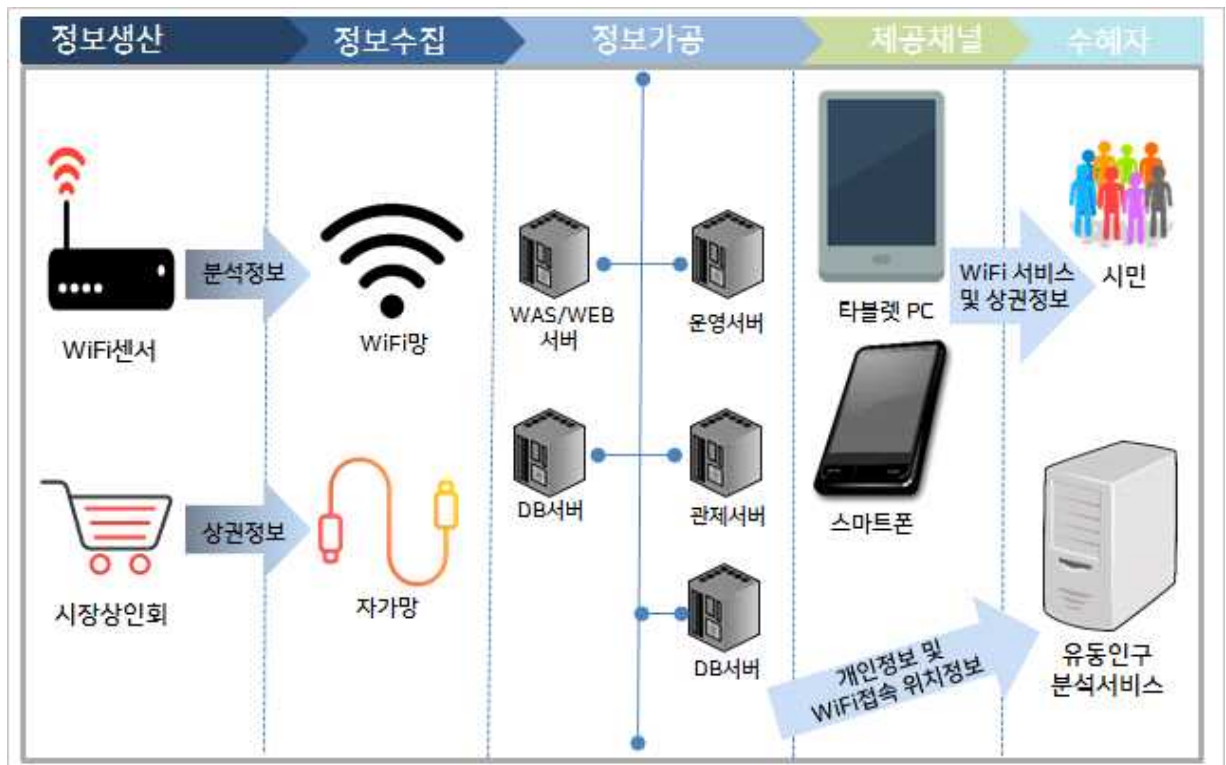 정보생산
정보수집
정보가공
제공채널
수혜자
분석정보
WiFi센서
WiFi망
WAS/WEB
서버
운영서버
타블렛 PC
WiFi 서비스
및 상권정보
시민
상권정보
시장상인회
자가망
DB서버
관제서버
스마트폰
DB서버
개인정보 및
WiFi접속 위치정보
유동인구
분석서비스